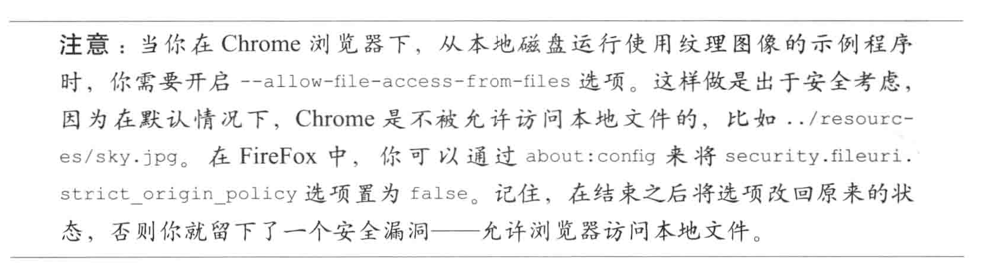 注意：当你在 Chrome 浏览器下，从本地磁盘运行使用纹理图像的示例程序
时，你需要开启 --allow-file-access-from-files 选项。这样做是出于安全考虑，
因为在默认情况下，Chrome 是不被允许访问本地文件的，比如 ../resourc-
es/sky.jpg。在 FireFox 中，你可以通过 about:config 来将 security.fileuri.
strict_origin_policy 选项置为 false。记住，在结束之后将选项改回原来的状
态，否则你就留下了一个安全漏洞——允许浏览器访问本地文件。